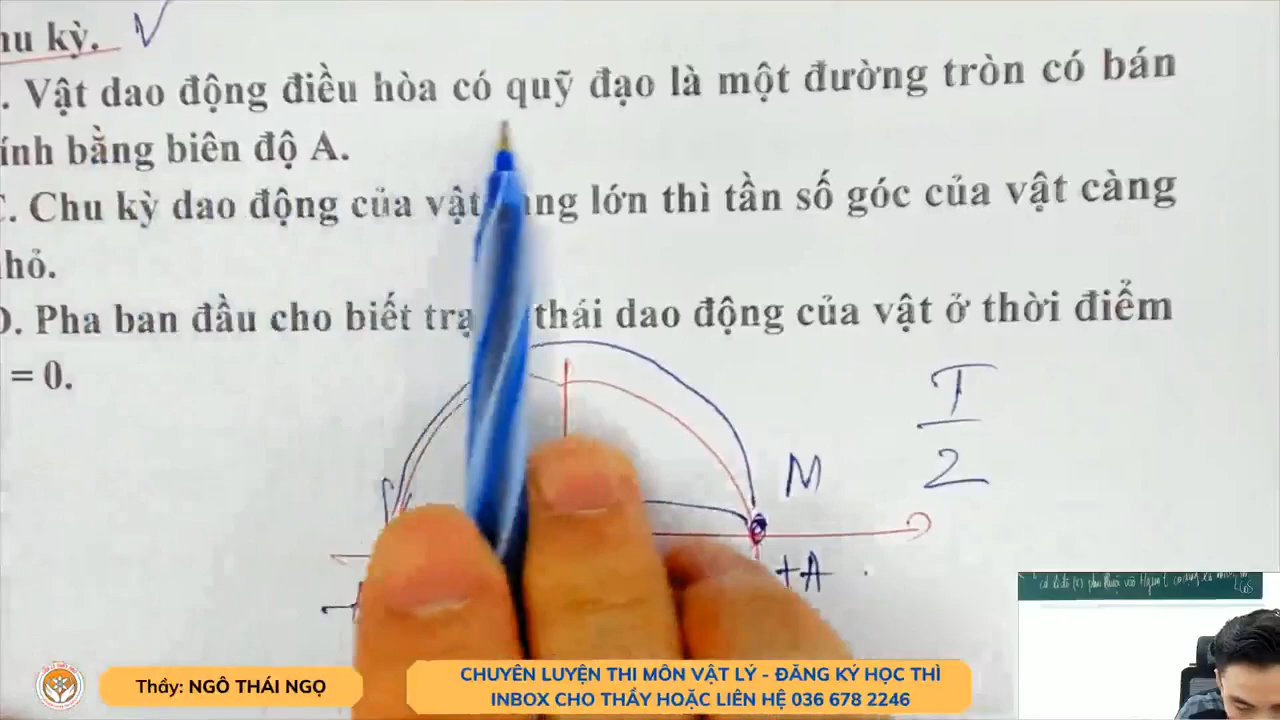 hu kỳ.
. Vật dao động điều hòa có quỹ đạo là một đường tròn có bán
ính bằng biên độ A.
C. Chu kỳ dao động của vật àng lớn thì tần số góc của vật càng
hỏ.
D. Pha ban đầu cho biết trạ thái dao động của vật ở thời điểm
= 0.
T
2
M
+A
Thầy: NGÔ THÁI NGỌ
CHUYÊN LUYỆN THI MÔN VẬT LÝ - ĐĂNG KÝ HỌC THÌ
INBOX CHO THẦY HOẶC LIÊN HỆ 036 678 2246